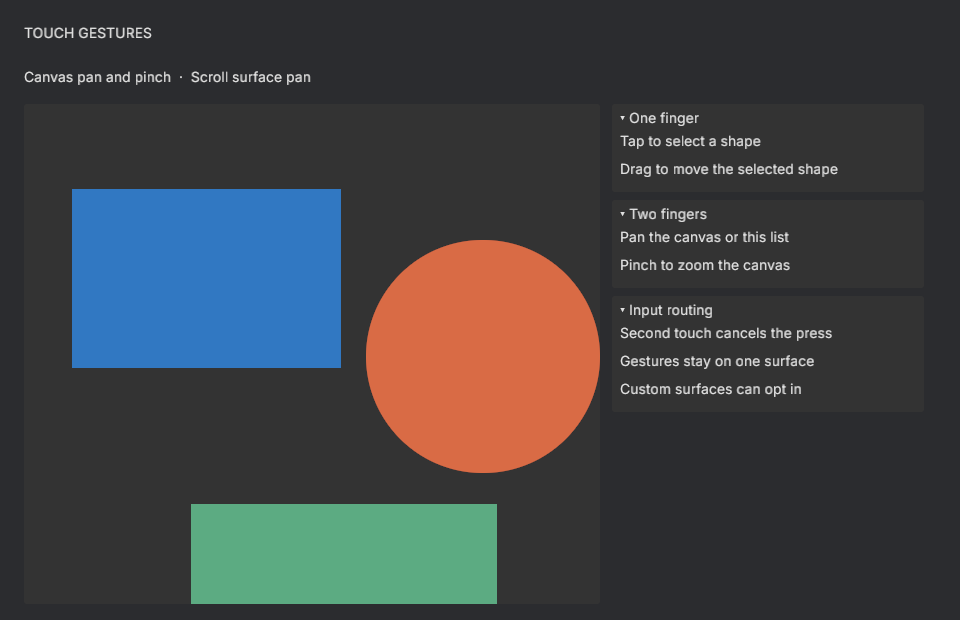 TOUCH GESTURES
Canvas pan and pinch · Scroll surface pan
▾ One finger
Tap to select a shape
Drag to move the selected shape
▾ Two fingers
Pan the canvas or this list
Pinch to zoom the canvas
▾ Input routing
Second touch cancels the press
Gestures stay on one surface
Custom surfaces can opt in